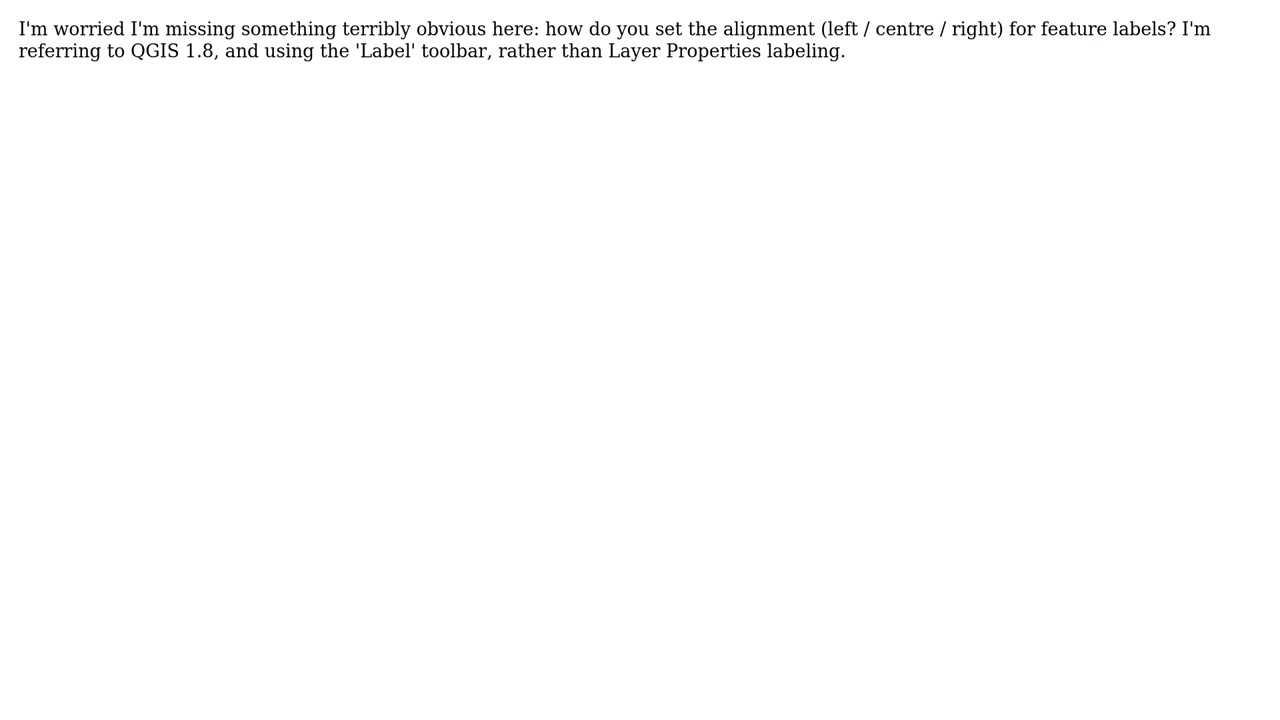 I'm worried I'm missing something terribly obvious here: how do you set the alignment (left / centre / right) for feature labels? I'm
referring to QGIS 1.8, and using the 'Label' toolbar, rather than Layer Properties labeling.